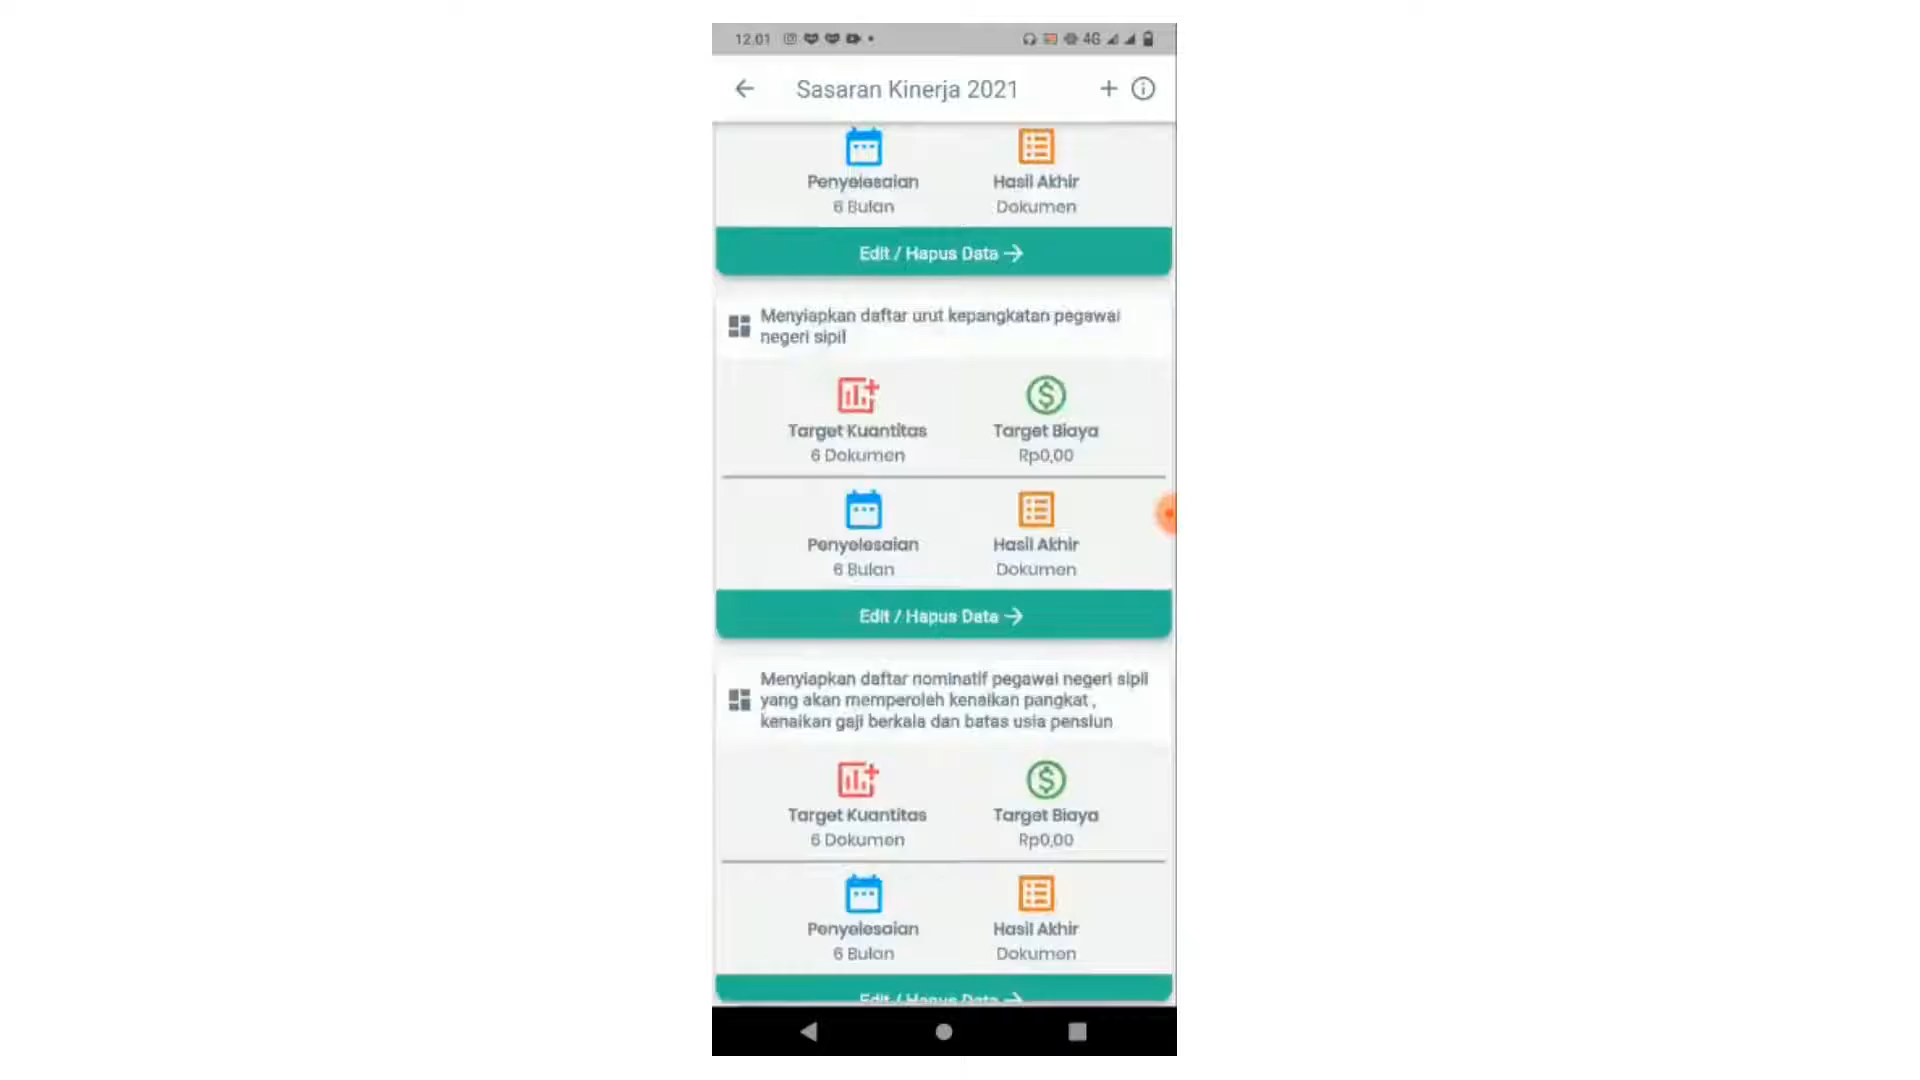 12.01 4G
Sasaran Kinerja 2021
Penyelesaian Hasil Akhir
6 Bulan Dokumen
Edit / Hapus Data →
Menyiapkan daftar urut kepangkatan pegawai
negeri sipil
Target Kuantitas Target Biaya
6 Dokumen Rp0,00
Penyelesaian Hasil Akhir
6 Bulan Dokumen
Edit / Hapus Data →
Menyiapkan daftar nominatif pegawai negeri sipil
yang akan memperoleh kenaikan pangkat ,
kenaikan gaji berkala dan batas usia pensiun
Target Kuantitas Target Biaya
6 Dokumen Rp0,00
Penyelesaian Hasil Akhir
6 Bulan Dokumen
Edit / Hapus Data →